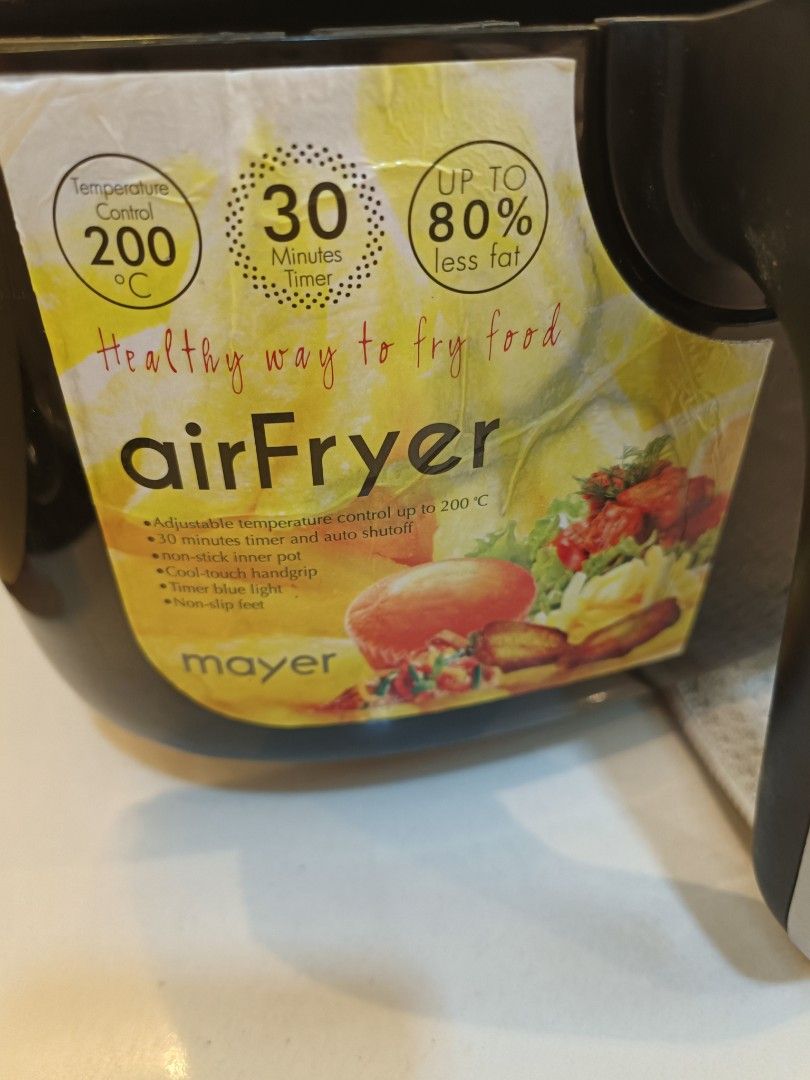 Temperature
Control
200
°C
30
Minutes
Timer
UP TO
80%
less fat
Healthy way to fry food
airFryer
•Adjustable temperature control up to 200 °C
•30 minutes timer and auto shutoff
•non-stick inner pot
•Cool-touch handgrip
•Timer blue light
•Non-slip feet
mayer